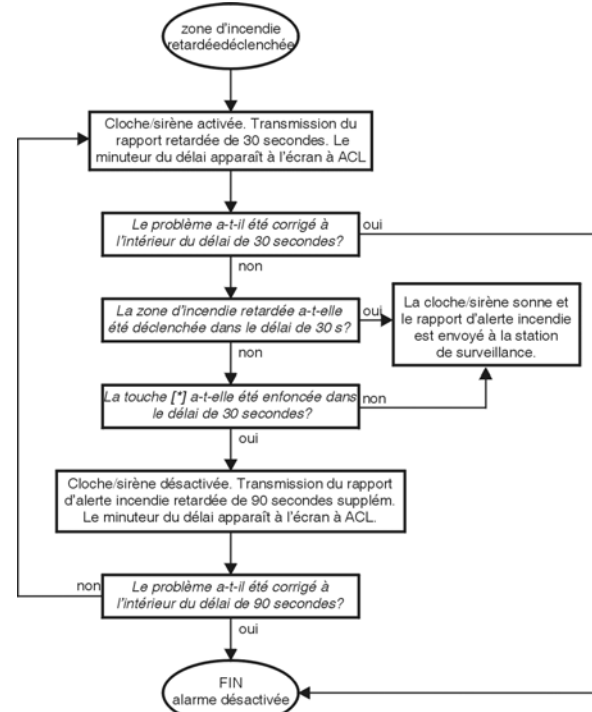 zone d'incendie
retardéedéclenchée
Cloche/sirène activée. Transmission du
rapport retardée de 30 secondes. Le
minuteur du délai apparaît à l'écran à ACL
Le problème a-t-il été corrigé à
l'intérieur du délai de 30 secondes?
oui
non
La zone d'incendie retardée a-t-elle
été déclenchée dans le délai de 30 s?
oui
La cloche/sirène sonne et
le rapport d'alerte incendie
est envoyé à la station
de surveillance.
non
La touche [*] a-t-elle été enfoncée dans
le délai de 30 secondes?
non
oui
Cloche/sirène désactivée. Transmission du rapport
d'alerte incendie retardée de 90 secondes supplém.
Le minuteur du délai apparaît à l'écran à ACL.
non
Le problème a-t-il été corrigé à
l'intérieur du délai de 90 secondes?
oui
FIN
alarme désactivée